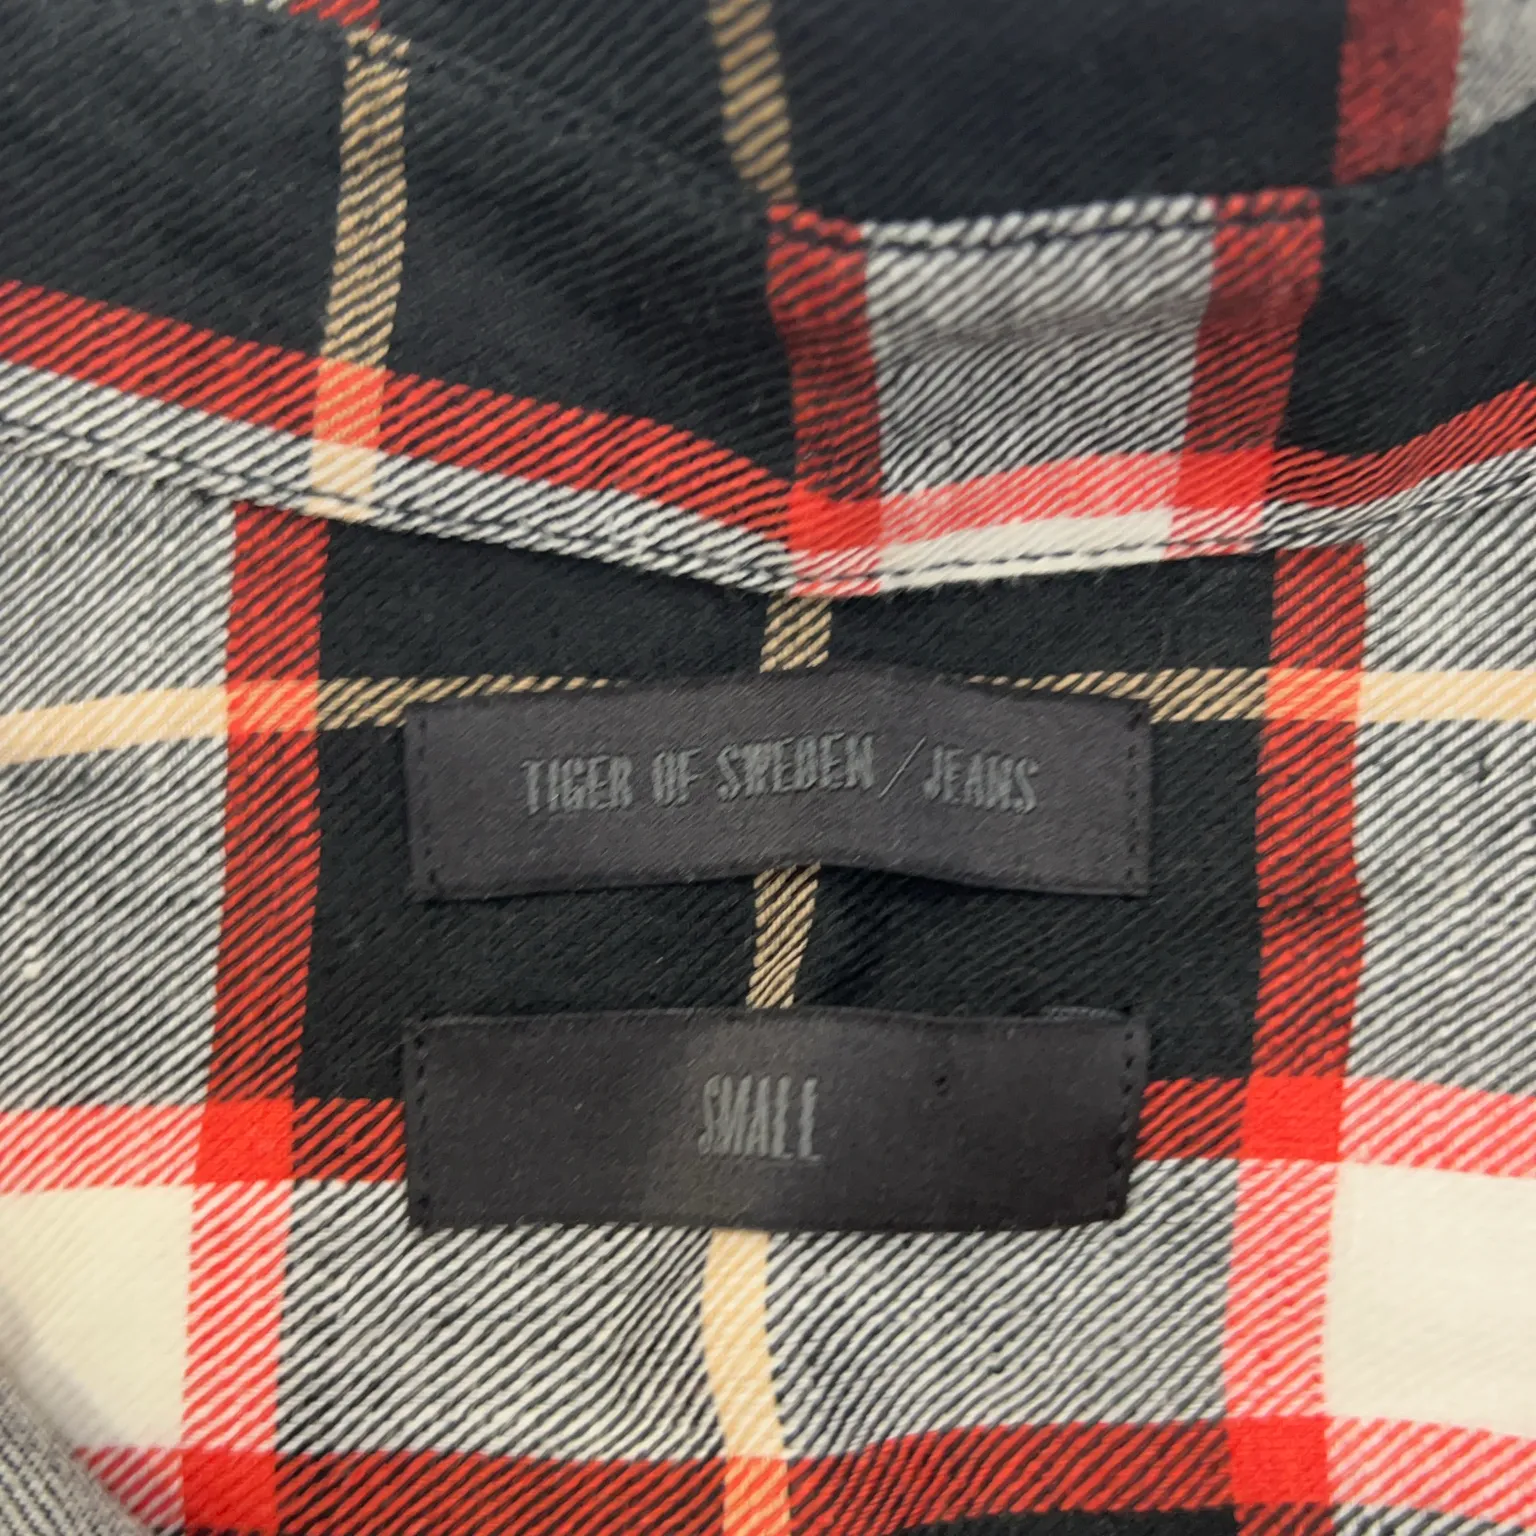 TIGER OF SWEDEN / JEANS
SMALL